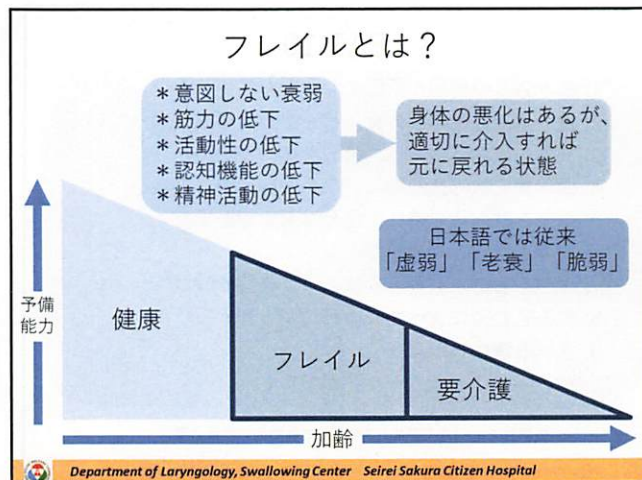 フレイルとは？
＊意図しない衰弱
＊筋力の低下
＊活動性の低下
＊認知機能の低下
＊精神活動の低下
身体の悪化はあるが、
適切に介入すれば
元に戻れる状態
日本語では従来
「虚弱」「老衰」「脆弱」
予備
能力
健康
フレイル
要介護
加齢
Department of Laryngology, Swallowing Center Seirei Sakura Citizen Hospital